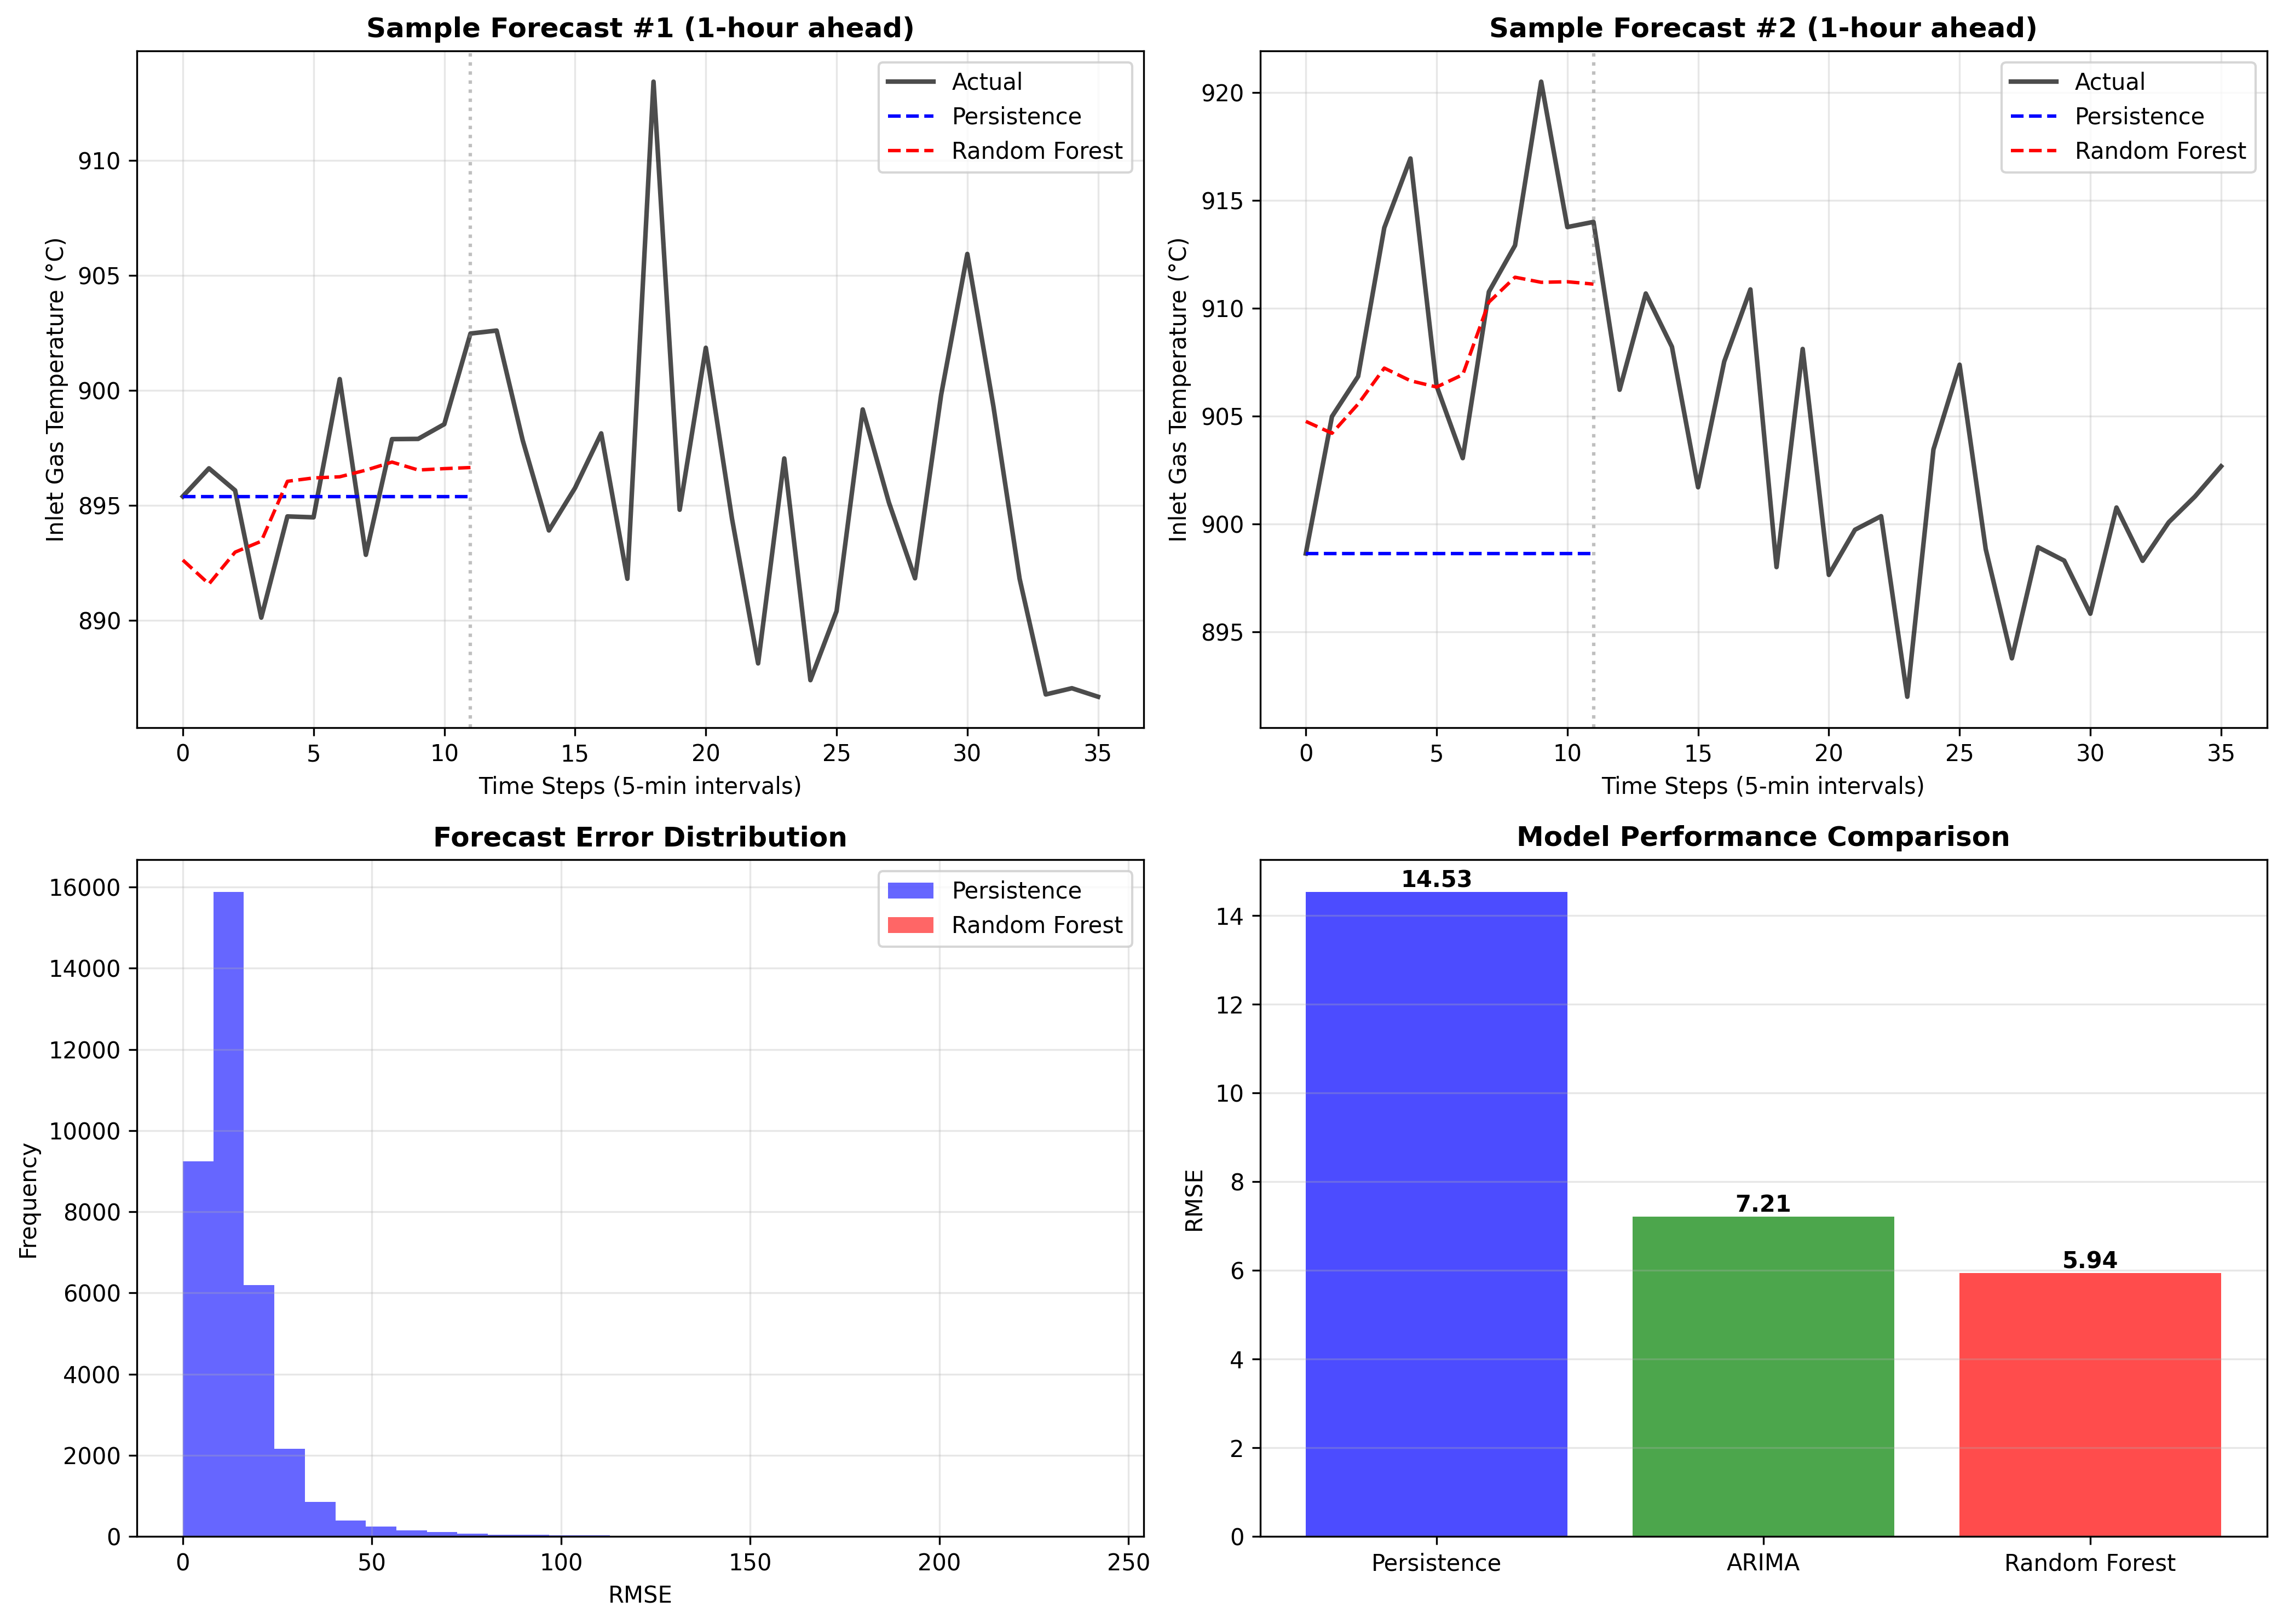 Sample Forecast #1 (1-hour ahead)
Inlet Gas Temperature (°C)
910
905
900
895
890
Actual
Persistence
Random Forest
0 5 10 15 20 25 30 35
Time Steps (5-min intervals)
Sample Forecast #2 (1-hour ahead)
Inlet Gas Temperature (°C)
920
915
910
905
900
895
Actual
Persistence
Random Forest
0 5 10 15 20 25 30 35
Time Steps (5-min intervals)
Forecast Error Distribution
Frequency
16000
14000
12000
10000
8000
6000
4000
2000
0
Persistence
Random Forest
0 50 100 150 200 250
RMSE
Model Performance Comparison
RMSE
14
12
10
8
6
4
2
0
14.53
7.21
5.94
Persistence ARIMA Random Forest